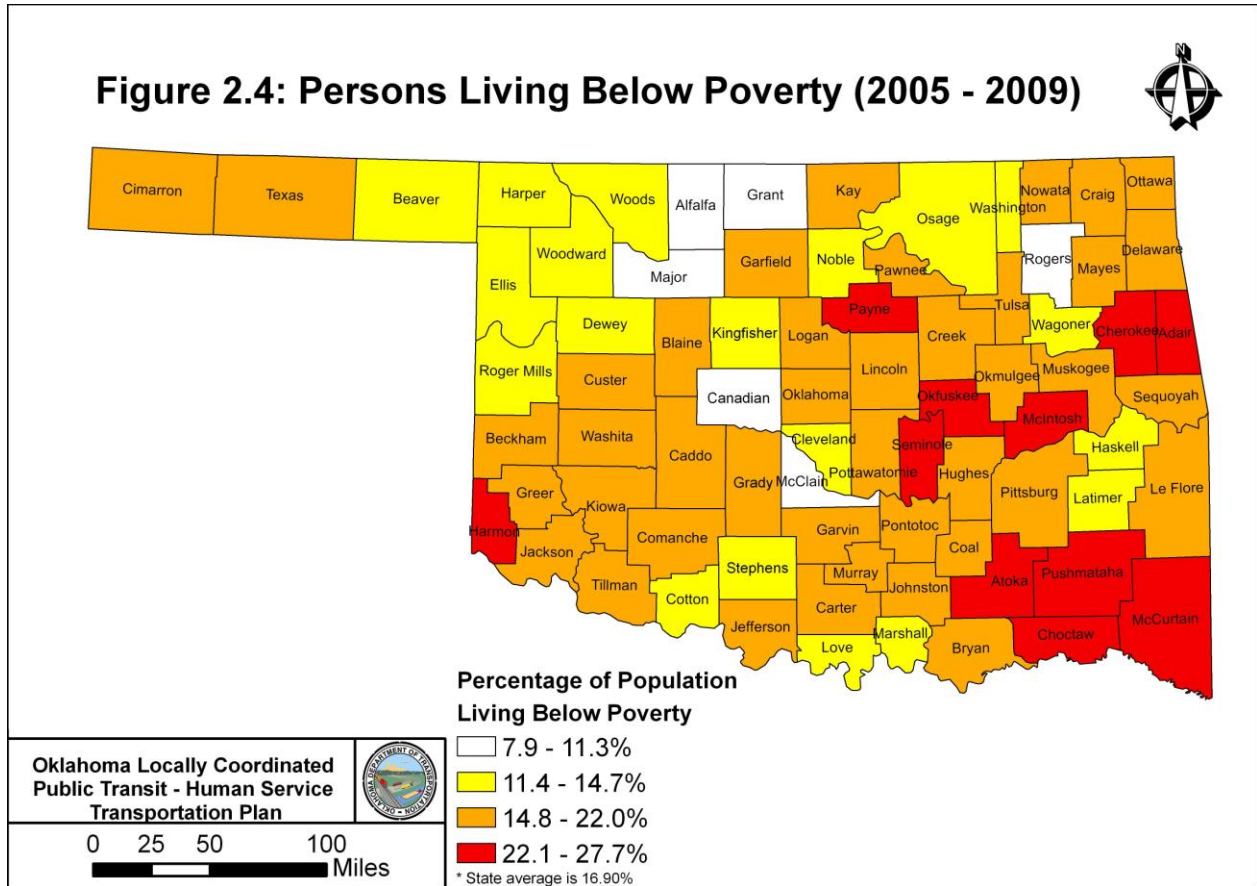 Figure 2.4: Persons Living Below Poverty (2005 - 2009)
N
Cimarron
Texas
Beaver
Harper
Woods
Alfalfa
Grant
Kay
Osage
Washington
Nowata
Craig
Ottawa
Ellis
Woodward
Major
Garfield
Noble
Pawnee
Rogers
Mayes
Delaware
Roger Mills
Dewey
Blaine
Kingfisher
Logan
Payne
Creek
Tulsa
Wagoner
Cherokee
Adair
Custer
Canadian
Oklahoma
Lincoln
Okmulgee
Muskogee
Sequoyah
Beckham
Washita
Caddo
Grady
Cleveland
McClain
Pottawatomie
Seminole
Okfuskee
Hughes
McIntosh
Haskell
Pittsburg
Latimer
Le Flore
Harmon
Greer
Kiowa
Jackson
Tillman
Comanche
Cotton
Stephens
Jefferson
Garvin
Murray
Carter
Love
Pontotoc
Johnston
Marshall
Coal
Atoka
Bryan
Pushmataha
Choctaw
McCurtain
Percentage of Population
Living Below Poverty
7.9 - 11.3%
11.4 - 14.7%
14.8 - 22.0%
22.1 - 27.7%
* State average is 16.90%
Oklahoma Locally Coordinated
Public Transit - Human Service
Transportation Plan
OKLAHOMA DEPARTMENT OF TRANSPORTATION
0 25 50 100
Miles